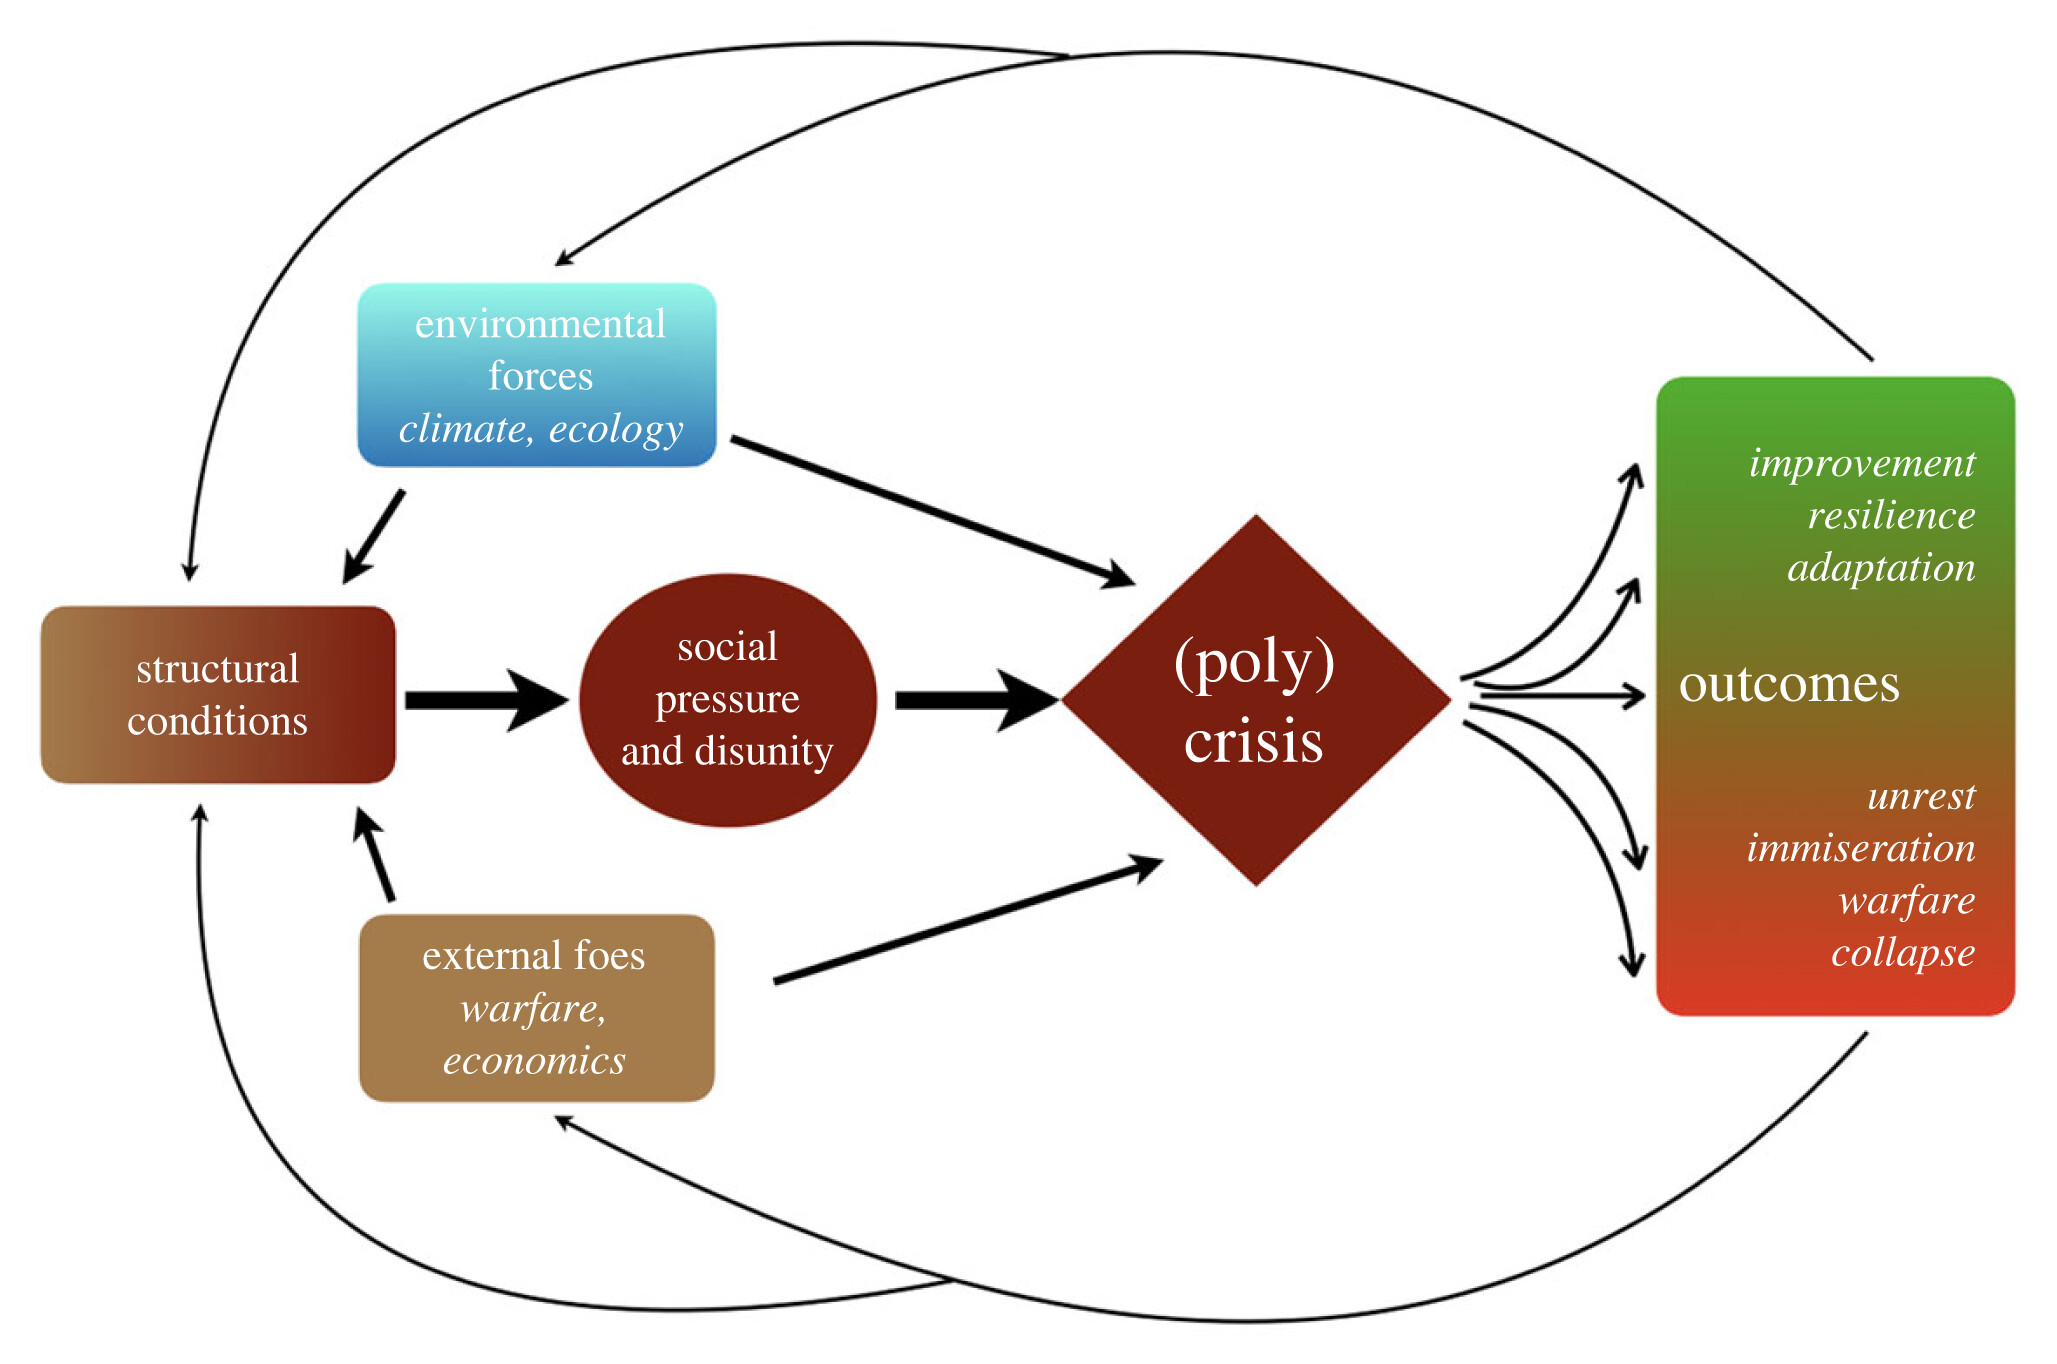 environmental
forces
climate, ecology
structural
conditions
social
pressure
and disunity
external foes
warfare,
economics
(poly)
crisis
improvement
resilience
adaptation
outcomes
unrest
immiseration
warfare
collapse